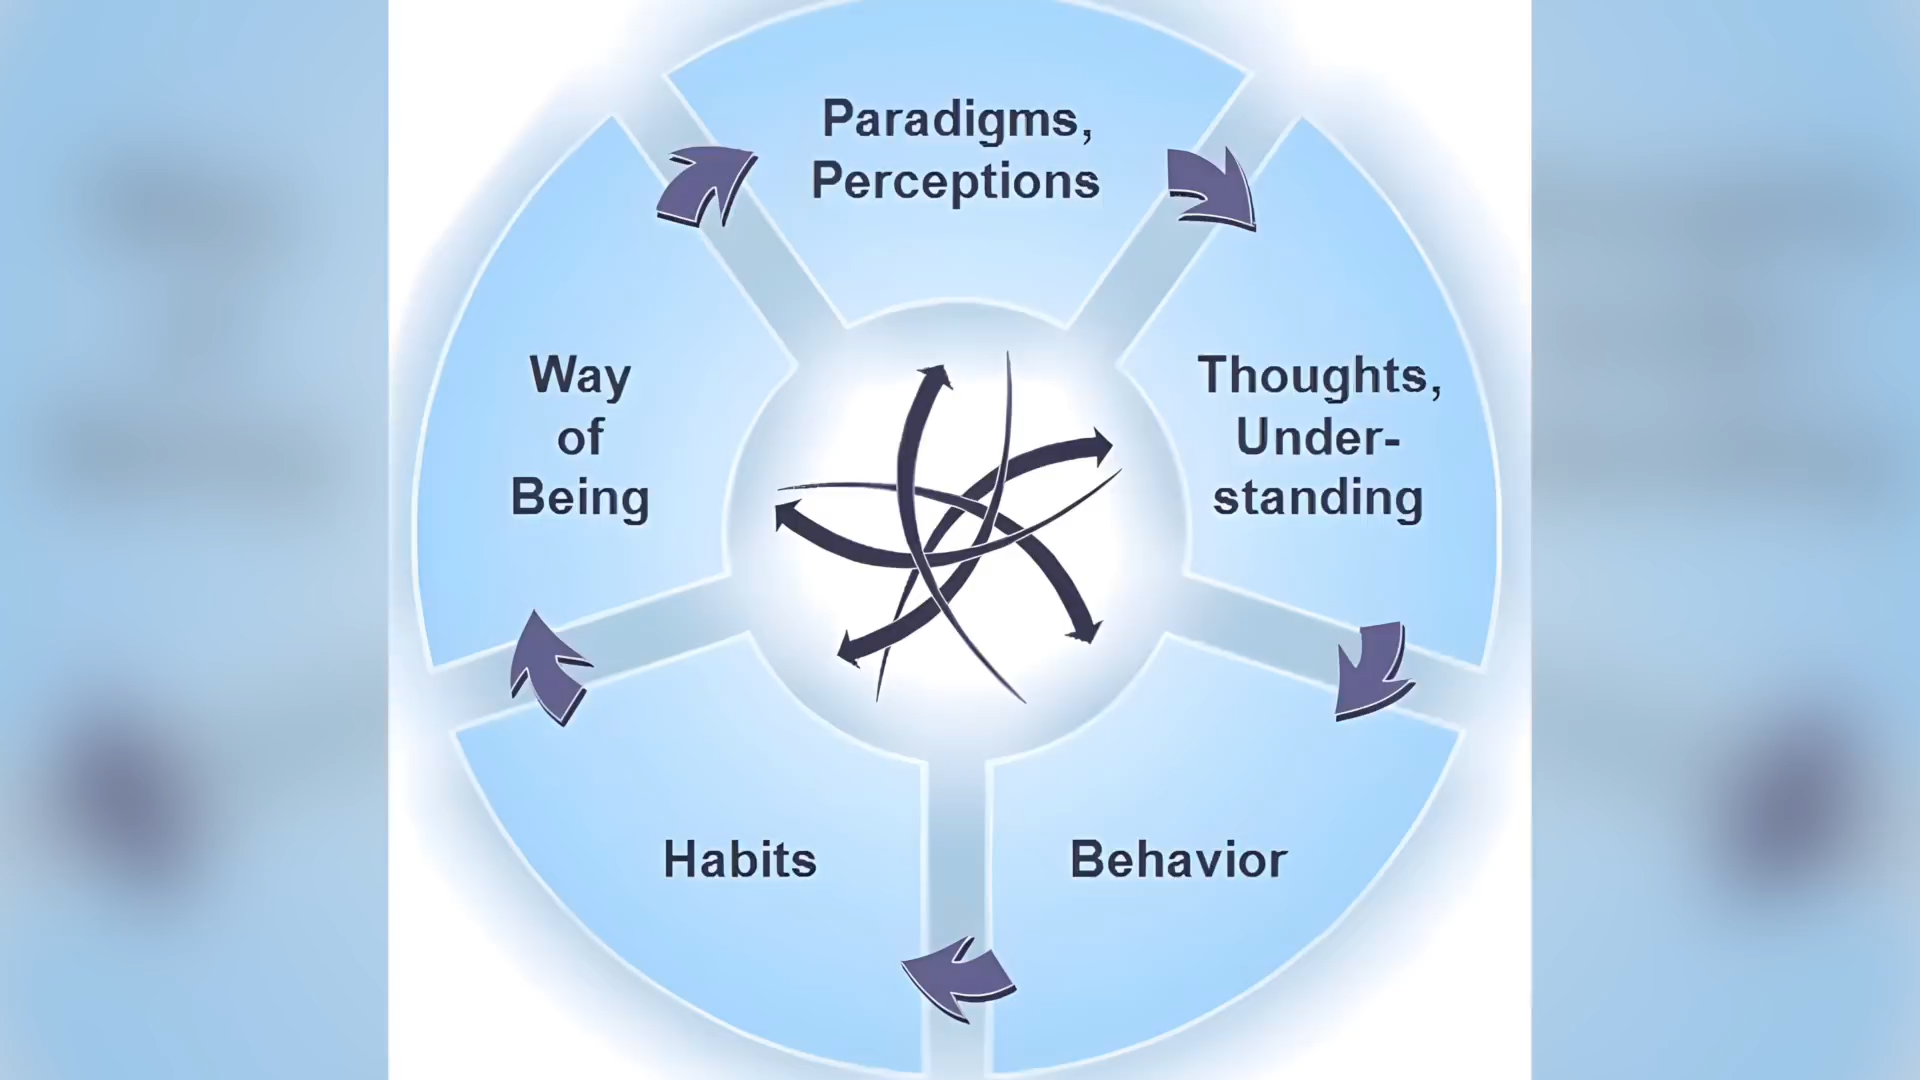 Paradigms,
Perceptions
Thoughts,
Under-
standing
Behavior
Habits
Way
of
Being